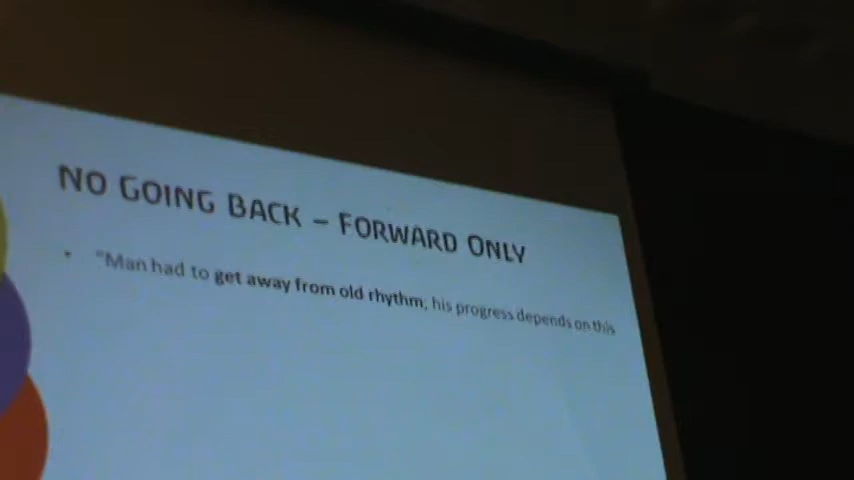 NO GOING BACK – FORWARD ONLY
• "Man had to get away from old rhythm; his progress depends on this